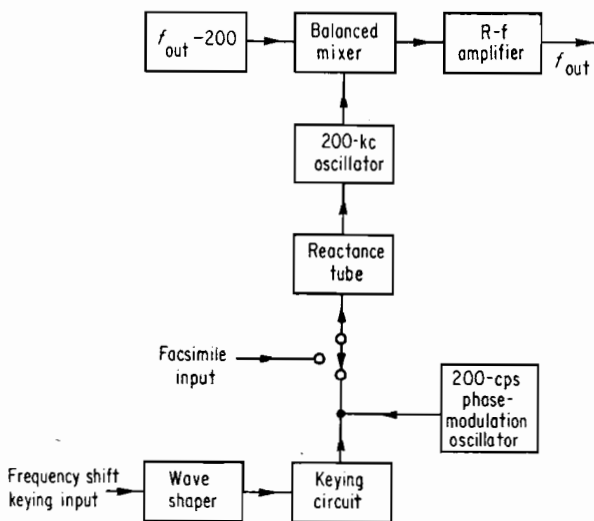 f out -200
Balanced
mixer
R-f
amplifier
f out
200-kc
oscillator
Reactance
tube
Facsimile
input
200-cps
phase-
modulation
oscillator
Frequency shift
keying input
Wave
shaper
Keying
circuit